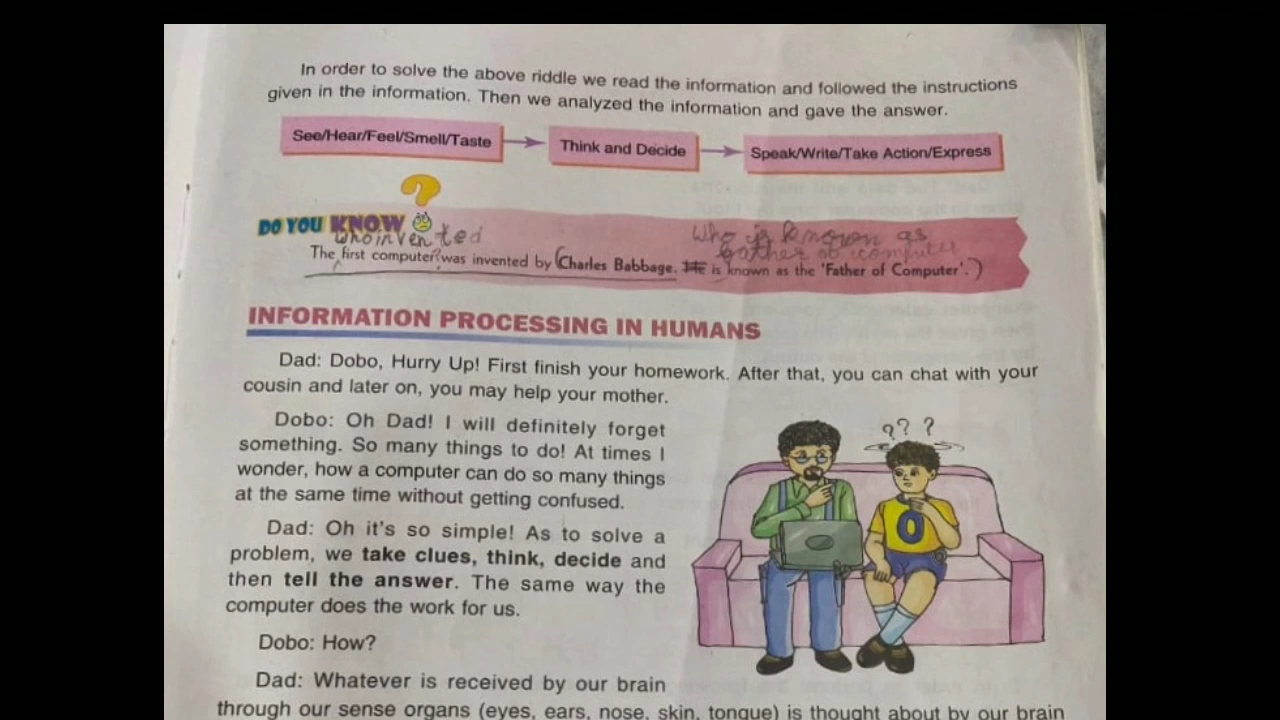 In order to solve the above riddle we read the information and followed the instructions
given in the information. Then we analyzed the information and gave the answer.
See/Hear/Feel/Smell/Taste Think and Decide Speak/Write/Take Action/Express
?
DO YOU KNOW
who invented
who is known as
father of computer
The first computer? was invented by (Charles Babbage. He is known as the 'Father of Computer'.)
INFORMATION PROCESSING IN HUMANS
Dad: Dobo, Hurry Up! First finish your homework. After that, you can chat with your
cousin and later on, you may help your mother.
Dobo: Oh Dad! I will definitely forget
something. So many things to do! At times I
wonder, how a computer can do so many things
at the same time without getting confused.
? ? ?
O
Dad: Oh it's so simple! As to solve a
problem, we take clues, think, decide and
then tell the answer. The same way the
computer does the work for us.
Dobo: How?
Dad: Whatever is received by our brain
through our sense organs (eyes, ears, nose, skin, tongue) is thought about by our brain